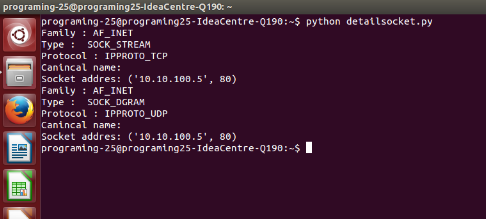 programing-25@programing25-IdeaCentre-Q190: ~
programing-25@programing25-IdeaCentre-Q190:~$ python detailsocket.py
Family : AF_INET
Type :  SOCK_STREAM
Protocol : IPPROTO_TCP
Canincal name:
Socket addres: ('10.10.100.5', 80)
Family : AF_INET
Type :  SOCK_DGRAM
Protocol : IPPROTO_UDP
Canincal name:
Socket addres: ('10.10.100.5', 80)
programing-25@programing25-IdeaCentre-Q190:~$